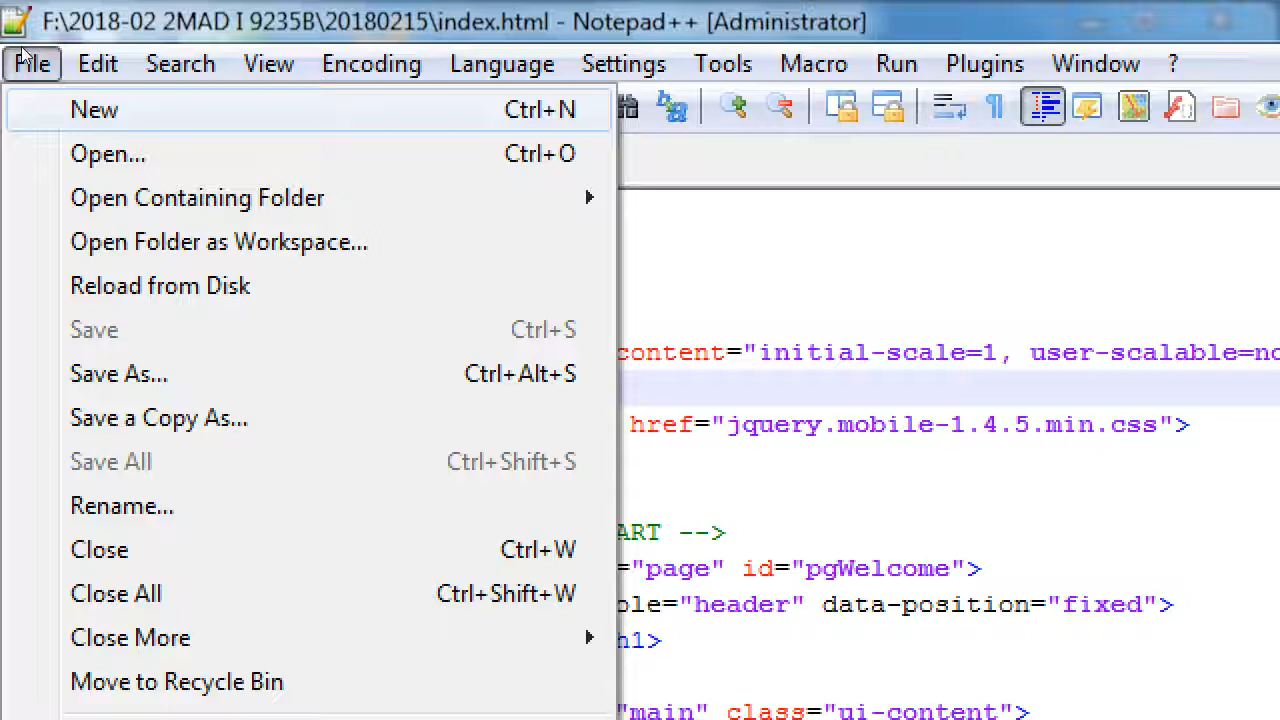 F:\2018-02 2MAD I 9235B\20180215\index.html - Notepad++ [Administrator]
File Edit Search View Encoding Language Settings Tools Macro Run Plugins Window ?
New Ctrl+N
Open... Ctrl+O
Open Containing Folder
Open Folder as Workspace...
Reload from Disk
Save Ctrl+S
content="initial-scale=1, user-scalable=no
Save As... Ctrl+Alt+S
Save a Copy As...
href="jquery.mobile-1.4.5.min.css">
Save All Ctrl+Shift+S
Rename...
ART -->
Close Ctrl+W
="page" id="pgWelcome">
Close All Ctrl+Shift+W
ole="header" data-position="fixed">
Close More
h1>
Move to Recycle Bin
"main" class="ui-content">